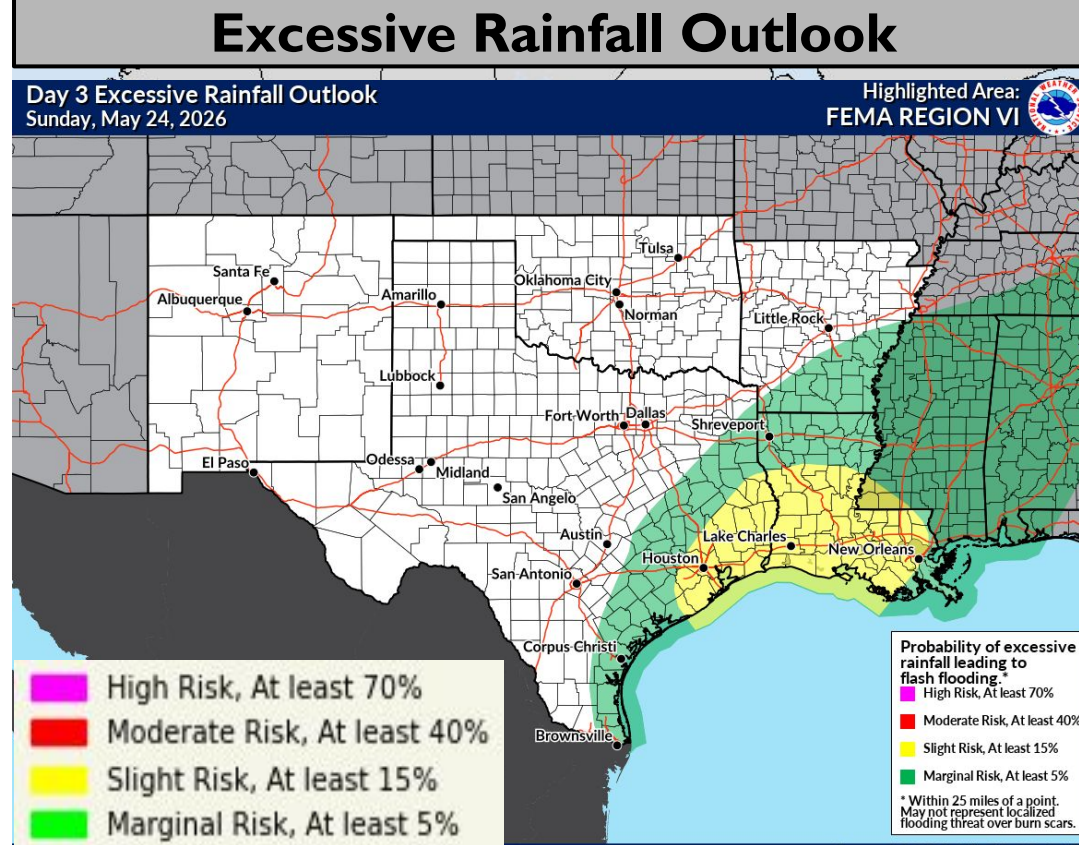 Excessive Rainfall Outlook
Day 3 Excessive Rainfall Outlook
Sunday, May 24, 2026
Highlighted Area:
FEMA REGION VI
NATIONAL WEATHER SERVICE
Tulsa
Santa Fe
Oklahoma City
Albuquerque
Amarillo
Norman
Little Rock
Lubbock
Fort Worth
Dallas
Shreveport
El Paso
Odessa
Midland
San Angelo
Austin
Lake Charles
Houston
New Orleans
San Antonio
Corpus Christi
Brownsville
High Risk, At least 70%
Moderate Risk, At least 40%
Slight Risk, At least 15%
Marginal Risk, At least 5%
Probability of excessive
rainfall leading to
flash flooding.*
High Risk, At least 70%
Moderate Risk, At least 40%
Slight Risk, At least 15%
Marginal Risk, At least 5%
* Within 25 miles of a point.
May not represent localized
flooding threat over burn scars.